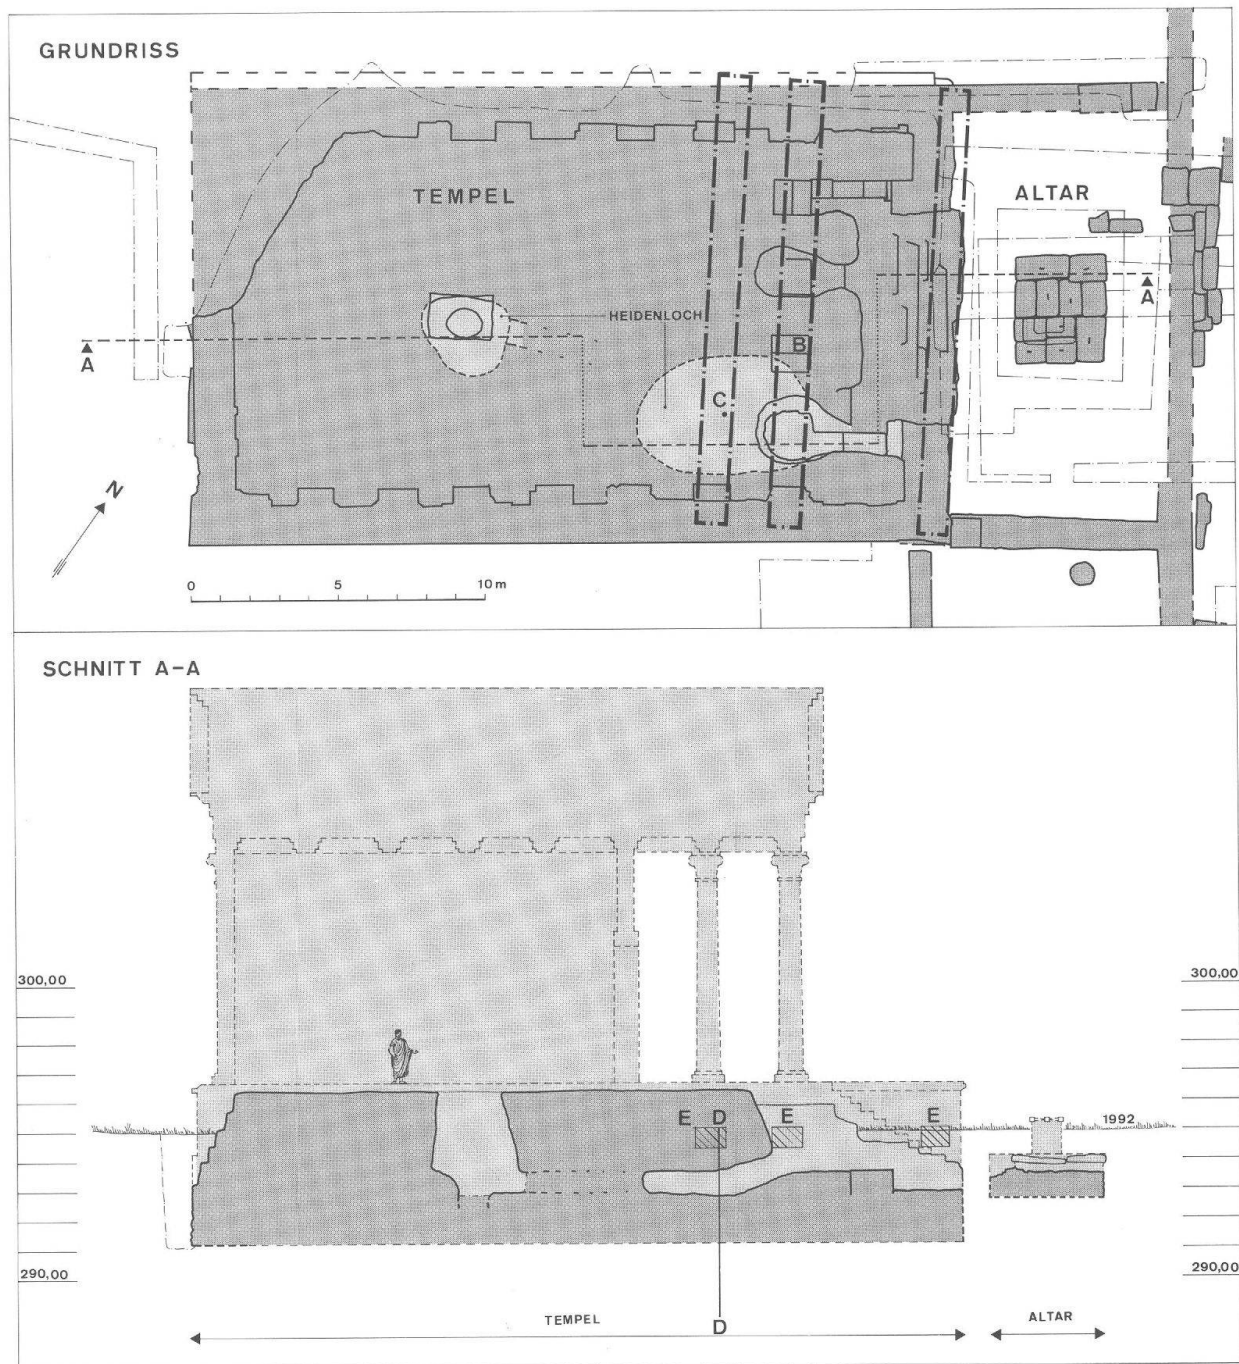 GRUNDRISS
TEMPEL
ALTAR
HEIDENLOCH
A
A
B
C
N
0 5 10 m
SCHNITT A-A
300,00
300,00
E D E E
1992
290,00
290,00
TEMPEL
D
ALTAR